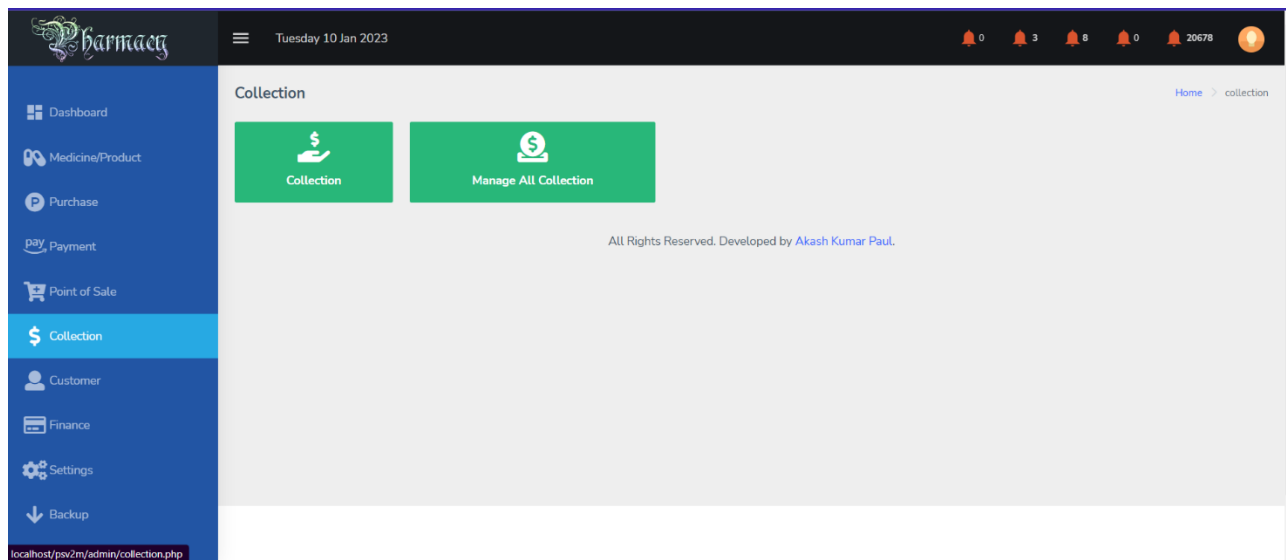 Pharmacy
Tuesday 10 Jan 2023
0
3
8
0
20678
Dashboard
Medicine/Product
P Purchase
pay Payment
Point of Sale
$ Collection
Customer
Finance
Settings
Backup
localhost/psv2m/admin/collection.php
Collection
Home > collection
$
Collection
$
Manage All Collection
All Rights Reserved. Developed by Akash Kumar Paul.